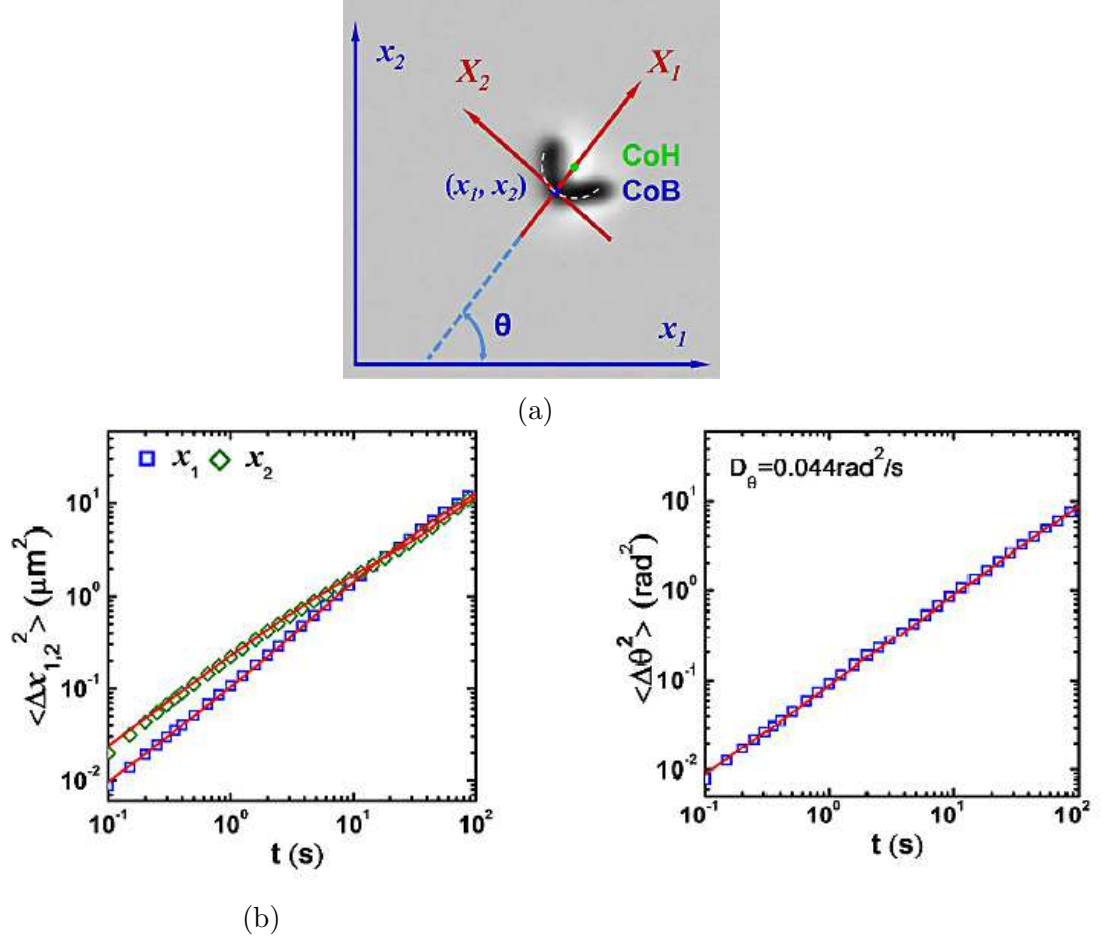 x₂
X₂
X₁
CoH
(x₁, x₂)
CoB
θ
x₁
(a)
x₁ x₂
<Δx₁,₂²> (μm²)
10¹
10⁰
10⁻¹
10⁻²
10⁻¹ 10⁰ 10¹ 10²
t (s)
D_θ=0.044rad²/s
<Δθ²> (rad²)
10¹
10⁰
10⁻¹
10⁻²
10⁻¹ 10⁰ 10¹ 10²
t (s)
(b)